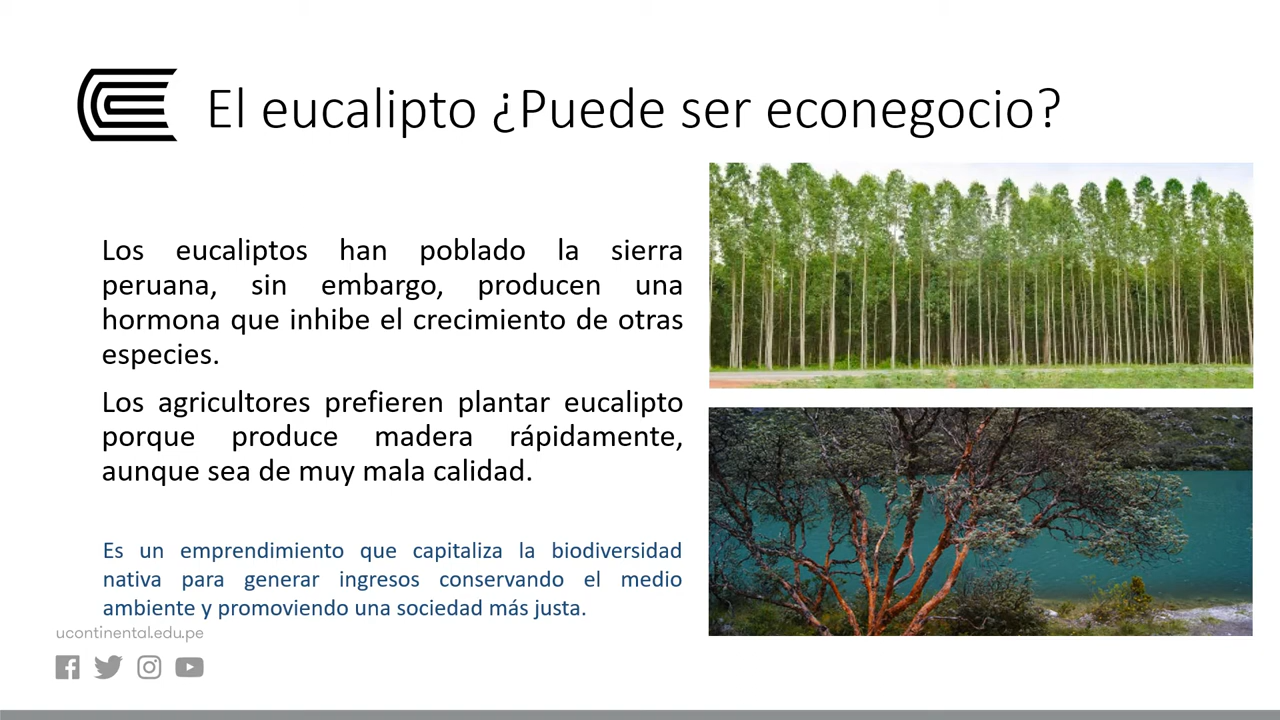 El eucalipto ¿Puede ser econegocio?
Los eucaliptos han poblado la sierra
peruana, sin embargo, producen una
hormona que inhibe el crecimiento de otras
especies.
Los agricultores prefieren plantar eucalipto
porque produce madera rápidamente,
aunque sea de muy mala calidad.
Es un emprendimiento que capitaliza la biodiversidad
nativa para generar ingresos conservando el medio
ambiente y promoviendo una sociedad más justa.
ucontinental.edu.pe